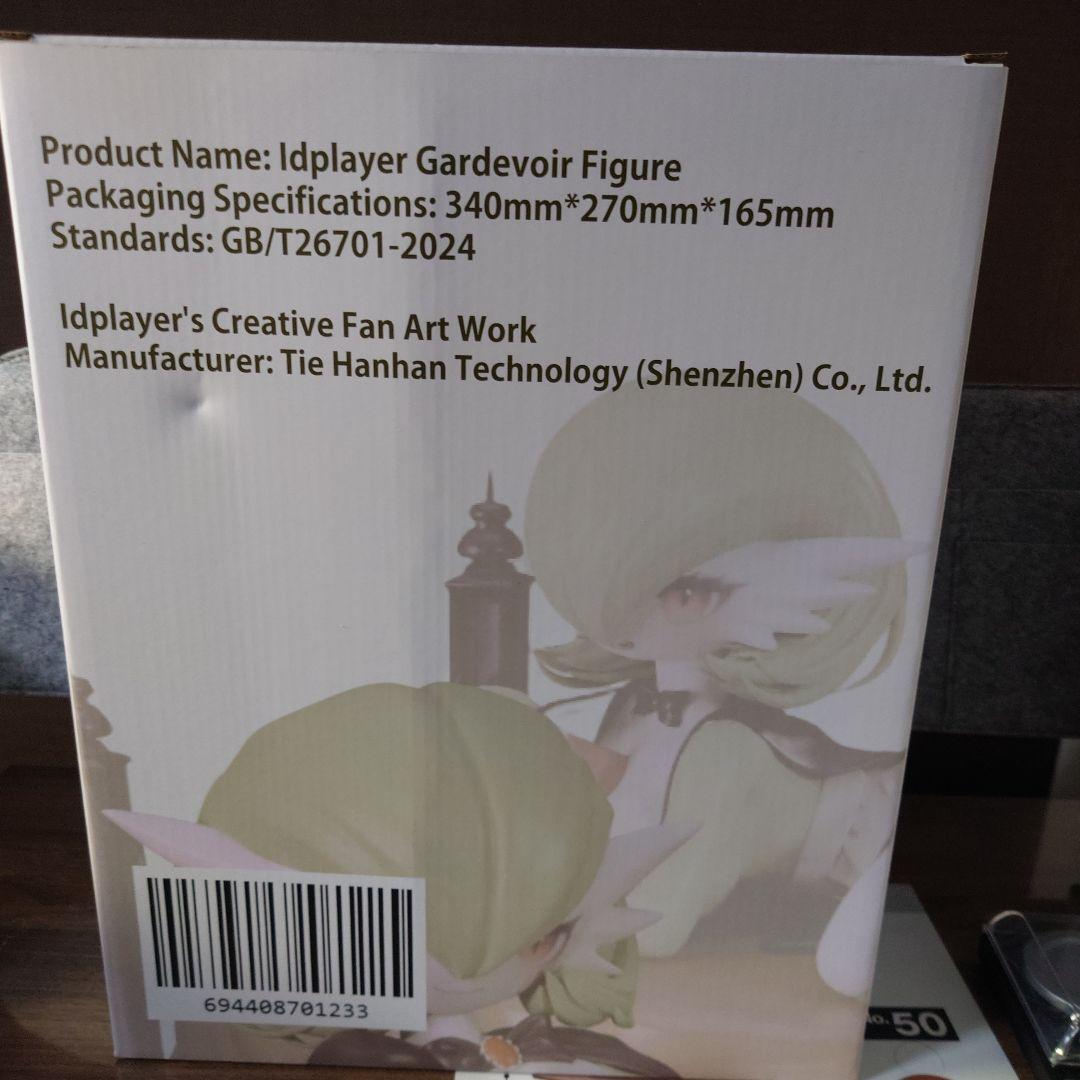 Product Name: Idplayer Gardevoir Figure
Packaging Specifications: 340mm*270mm*165mm
Standards: GB/T26701-2024
Idplayer's Creative Fan Art Work
Manufacturer: Tie Hanhan Technology (Shenzhen) Co., Ltd.
694408701233
No. 50